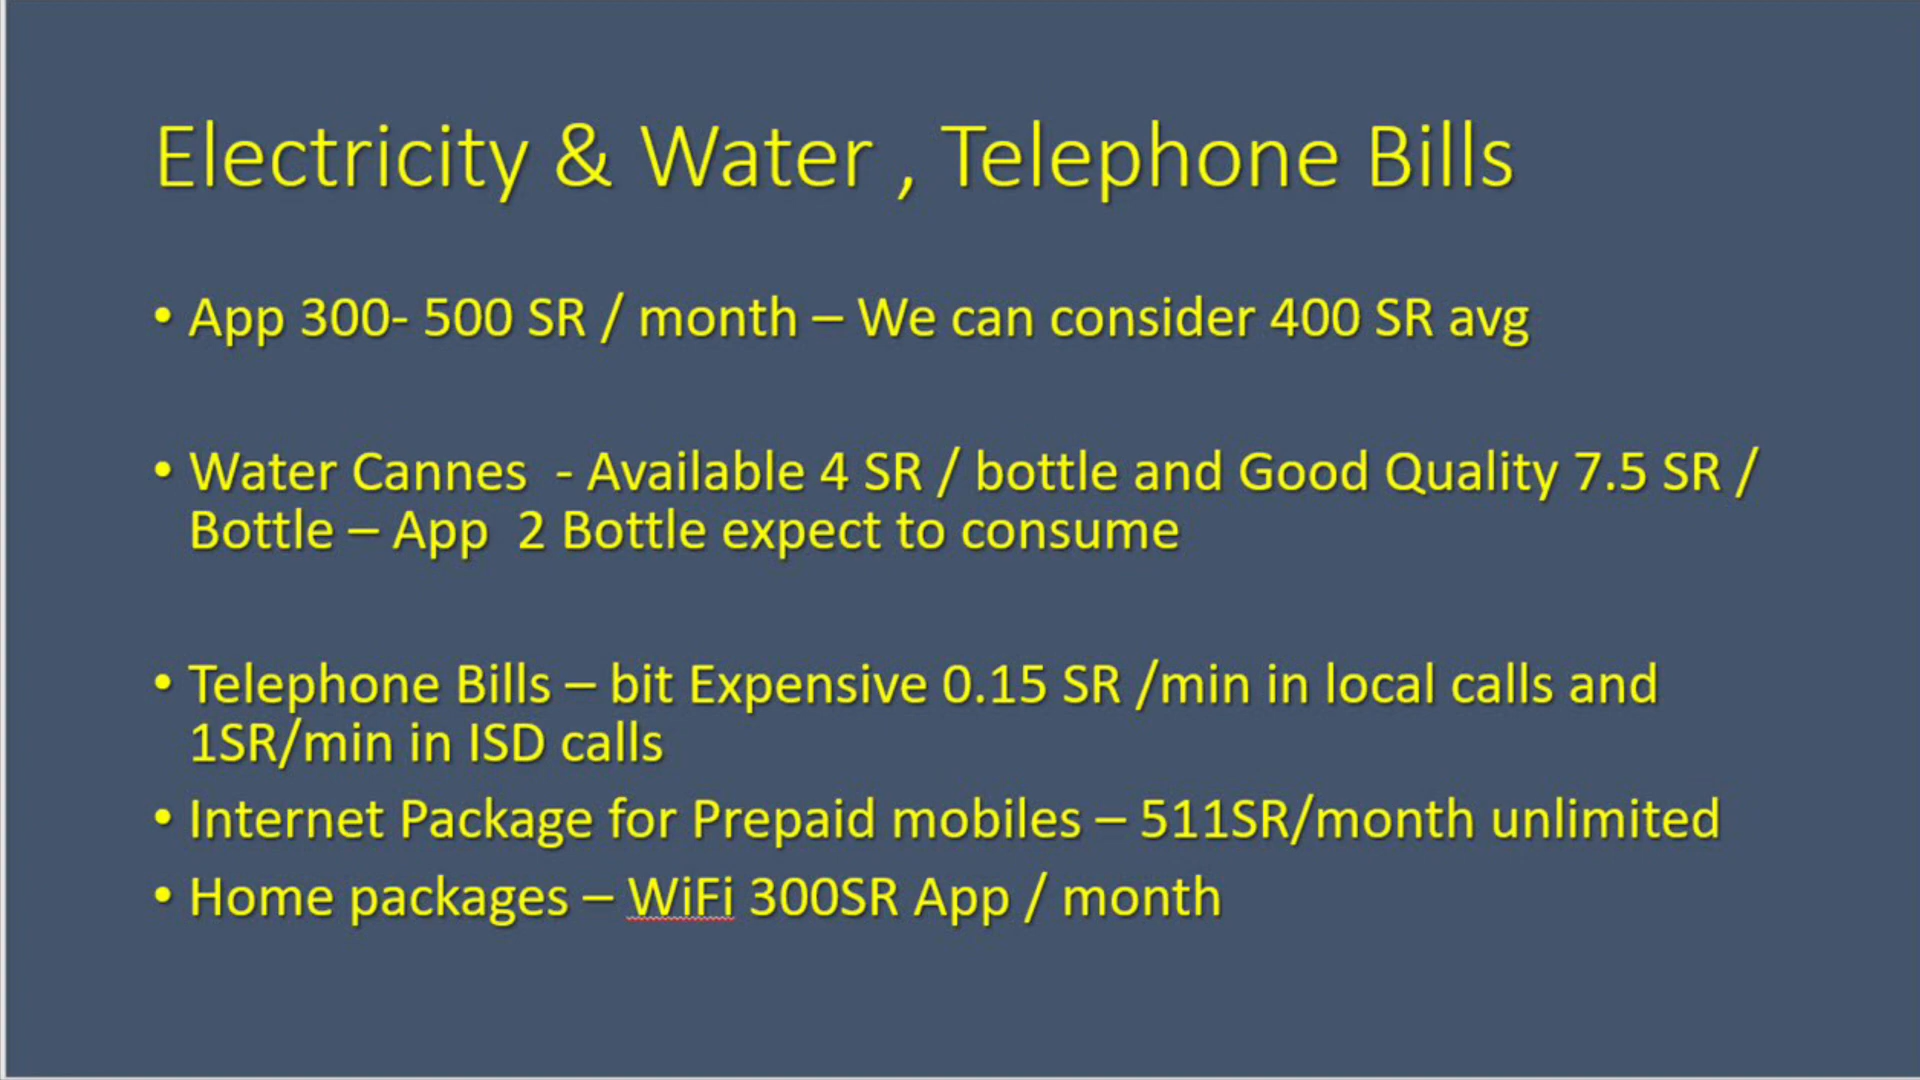 Electricity & Water , Telephone Bills
• App 300- 500 SR / month – We can consider 400 SR avg
• Water Cannes  - Available 4 SR / bottle and Good Quality 7.5 SR /
Bottle – App  2 Bottle expect to consume
• Telephone Bills – bit Expensive 0.15 SR /min in local calls and
1SR/min in ISD calls
• Internet Package for Prepaid mobiles – 511SR/month unlimited
• Home packages – WiFi 300SR App / month